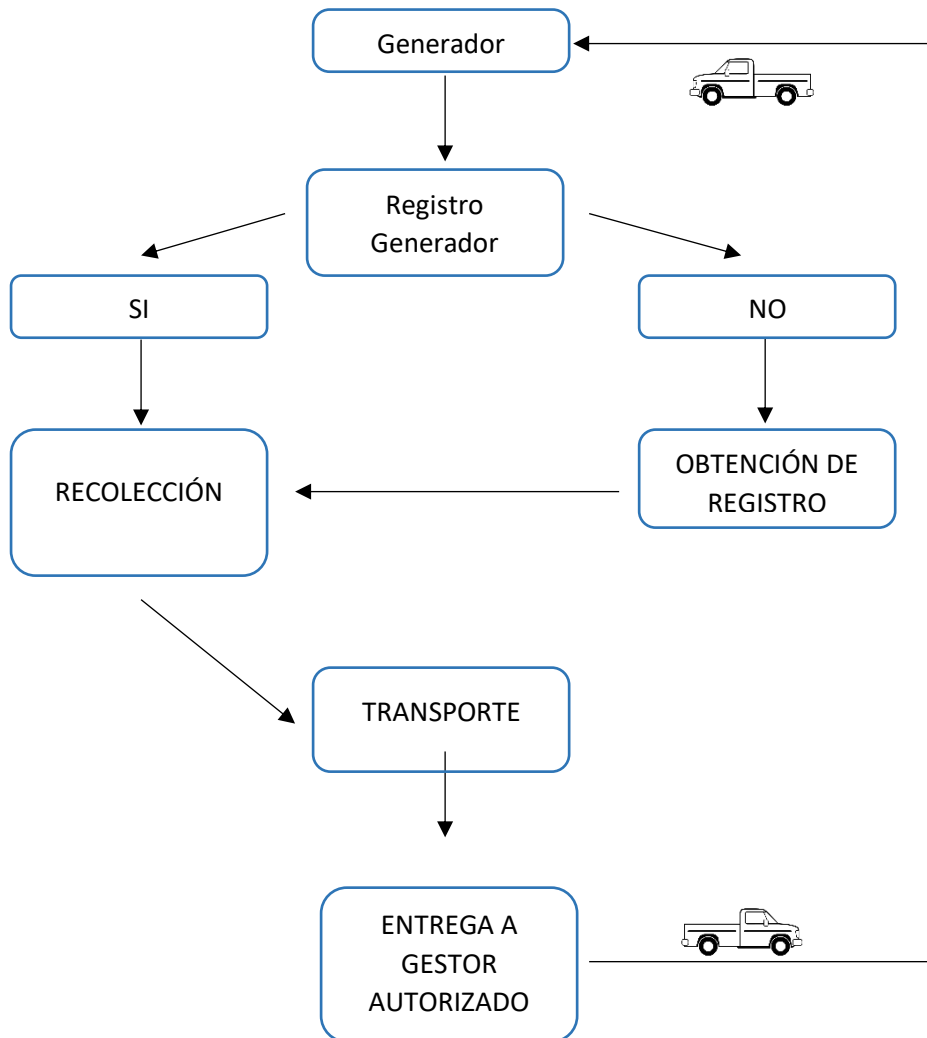 Generador
Registro
Generador
SI
NO
RECOLECCIÓN
OBTENCIÓN DE
REGISTRO
TRANSPORTE
ENTREGA A
GESTOR
AUTORIZADO